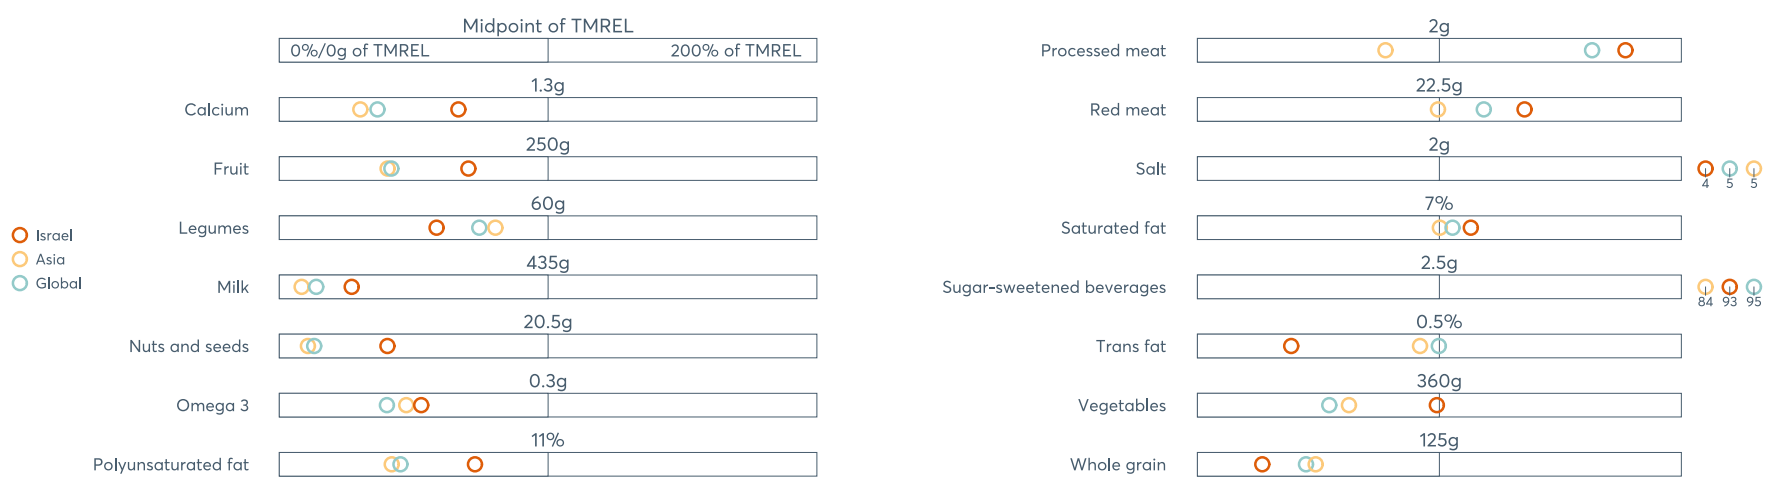 Midpoint of TMREL
0%/0g of TMREL 200% of TMREL
1.3g
Calcium
250g
Fruit
60g
Legumes
435g
Milk
20.5g
Nuts and seeds
0.3g
Omega 3
11%
Polyunsaturated fat
Israel
Asia
Global
2g
Processed meat
22.5g
Red meat
2g
Salt
4 5 5
7%
Saturated fat
2.5g
Sugar-sweetened beverages
84 93 95
0.5%
Trans fat
360g
Vegetables
125g
Whole grain